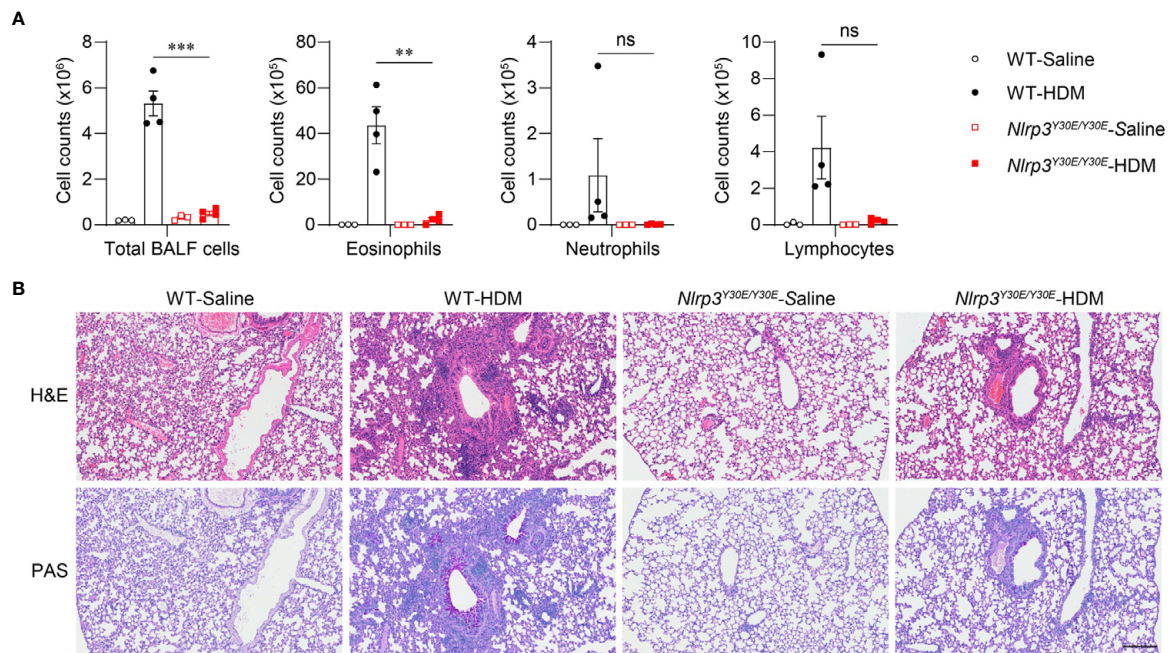 A
Cell counts (x10⁶)
8
6
4
2
0
***
Total BALF cells
Cell counts (x10⁵)
80
60
40
20
0
**
Eosinophils
Cell counts (x10⁵)
4
3
2
1
0
ns
Neutrophils
Cell counts (x10⁵)
10
8
6
4
2
0
ns
Lymphocytes
WT-Saline
WT-HDM
Nlrp3^Y30E/Y30E-Saline
Nlrp3^Y30E/Y30E-HDM
B
WT-Saline WT-HDM Nlrp3^Y30E/Y30E-Saline Nlrp3^Y30E/Y30E-HDM
H&E
PAS